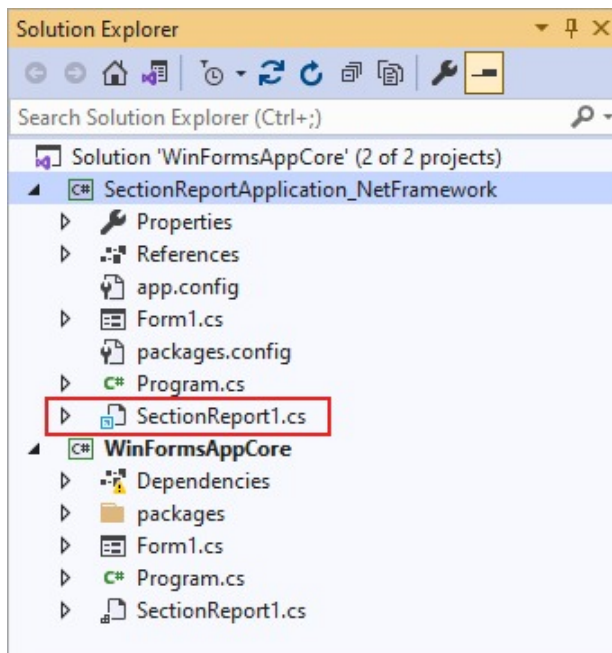 Solution Explorer
Search Solution Explorer (Ctrl+;)
Solution 'WinFormsAppCore' (2 of 2 projects)
C# SectionReportApplication_NetFramework
Properties
References
app.config
Form1.cs
packages.config
C# Program.cs
SectionReport1.cs
C# WinFormsAppCore
Dependencies
packages
Form1.cs
C# Program.cs
SectionReport1.cs